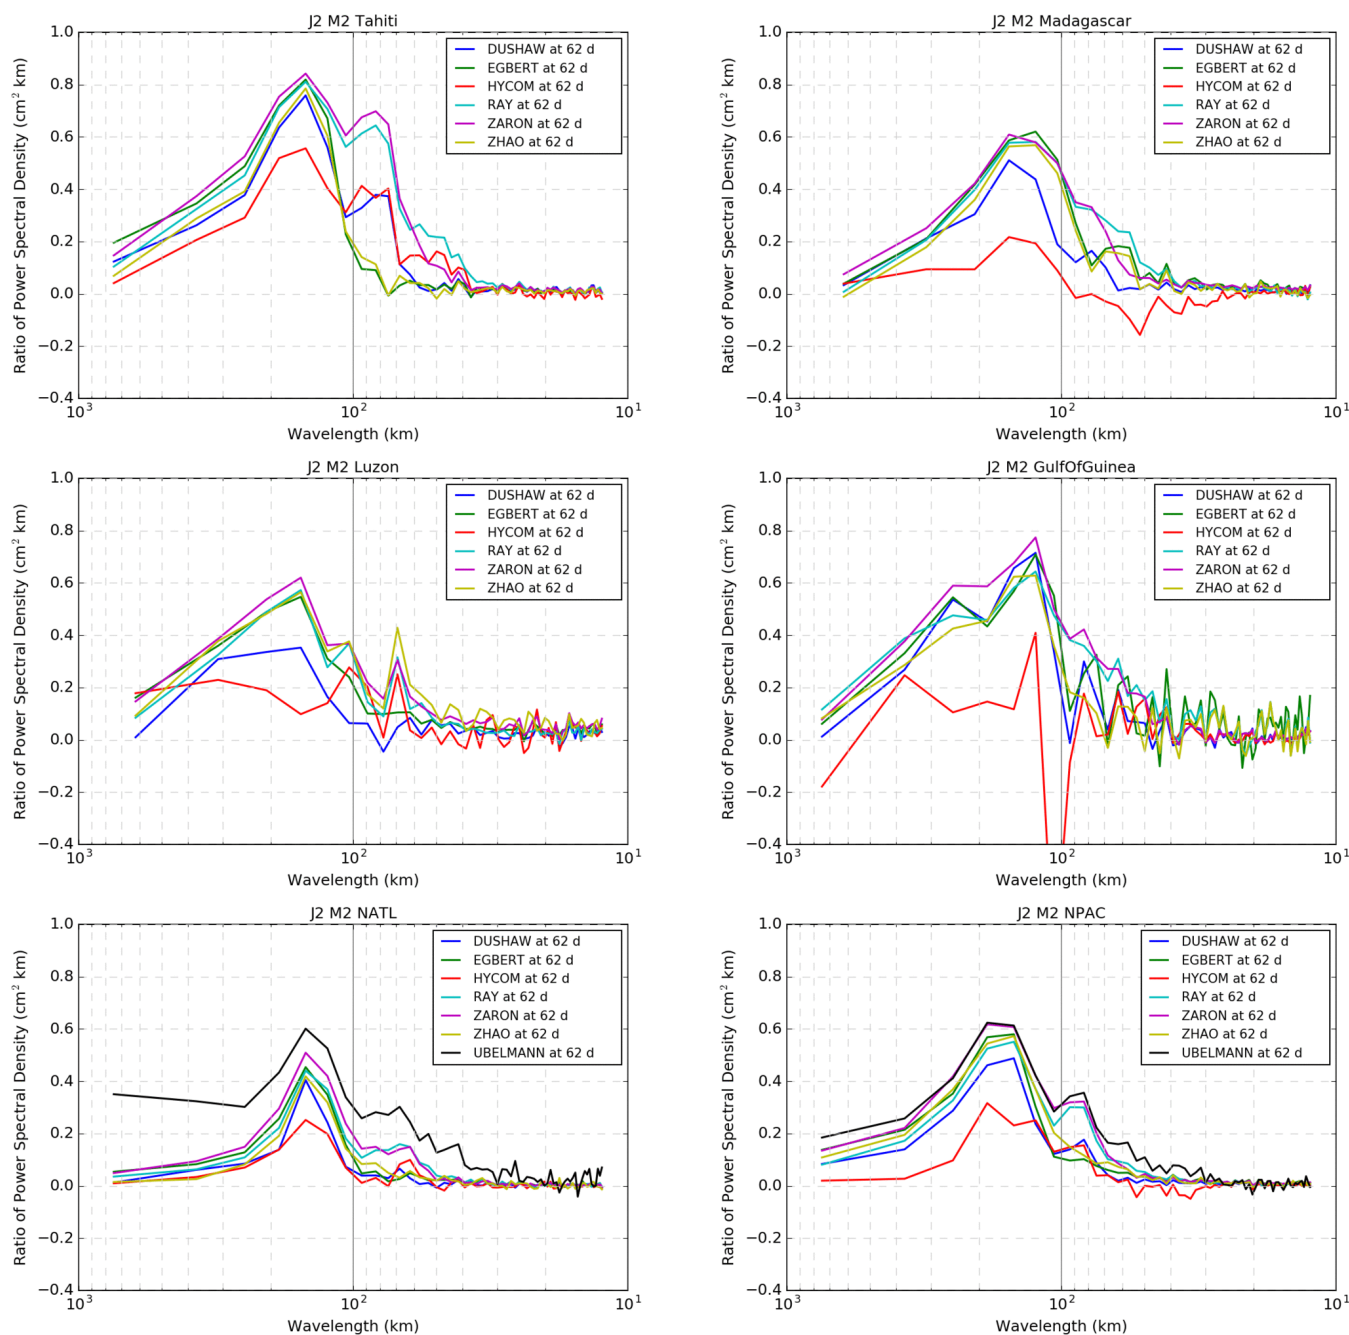 J2 M2 Tahiti
Ratio of Power Spectral Density (cm² km)
1.0
0.8
0.6
0.4
0.2
0.0
−0.2
−0.4
DUSHAW at 62 d
EGBERT at 62 d
HYCOM at 62 d
RAY at 62 d
ZARON at 62 d
ZHAO at 62 d
10³ 10² 10¹
Wavelength (km)
J2 M2 Madagascar
Ratio of Power Spectral Density (cm² km)
1.0
0.8
0.6
0.4
0.2
0.0
−0.2
−0.4
DUSHAW at 62 d
EGBERT at 62 d
HYCOM at 62 d
RAY at 62 d
ZARON at 62 d
ZHAO at 62 d
10³ 10² 10¹
Wavelength (km)
J2 M2 Luzon
Ratio of Power Spectral Density (cm² km)
1.0
0.8
0.6
0.4
0.2
0.0
−0.2
−0.4
DUSHAW at 62 d
EGBERT at 62 d
HYCOM at 62 d
RAY at 62 d
ZARON at 62 d
ZHAO at 62 d
10³ 10² 10¹
Wavelength (km)
J2 M2 GulfOfGuinea
Ratio of Power Spectral Density (cm² km)
1.0
0.8
0.6
0.4
0.2
0.0
−0.2
−0.4
DUSHAW at 62 d
EGBERT at 62 d
HYCOM at 62 d
RAY at 62 d
ZARON at 62 d
ZHAO at 62 d
10³ 10² 10¹
Wavelength (km)
J2 M2 NATL
Ratio of Power Spectral Density (cm² km)
1.0
0.8
0.6
0.4
0.2
0.0
−0.2
−0.4
DUSHAW at 62 d
EGBERT at 62 d
HYCOM at 62 d
RAY at 62 d
ZARON at 62 d
ZHAO at 62 d
UBELMANN at 62 d
10³ 10² 10¹
Wavelength (km)
J2 M2 NPAC
Ratio of Power Spectral Density (cm² km)
1.0
0.8
0.6
0.4
0.2
0.0
−0.2
−0.4
DUSHAW at 62 d
EGBERT at 62 d
HYCOM at 62 d
RAY at 62 d
ZARON at 62 d
ZHAO at 62 d
UBELMANN at 62 d
10³ 10² 10¹
Wavelength (km)